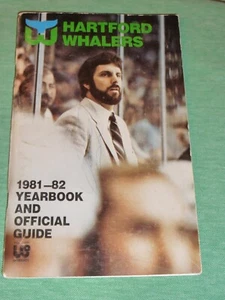 HARTFORD
WHALERS
1981-82
YEARBOOK
AND
OFFICIAL
GUIDE